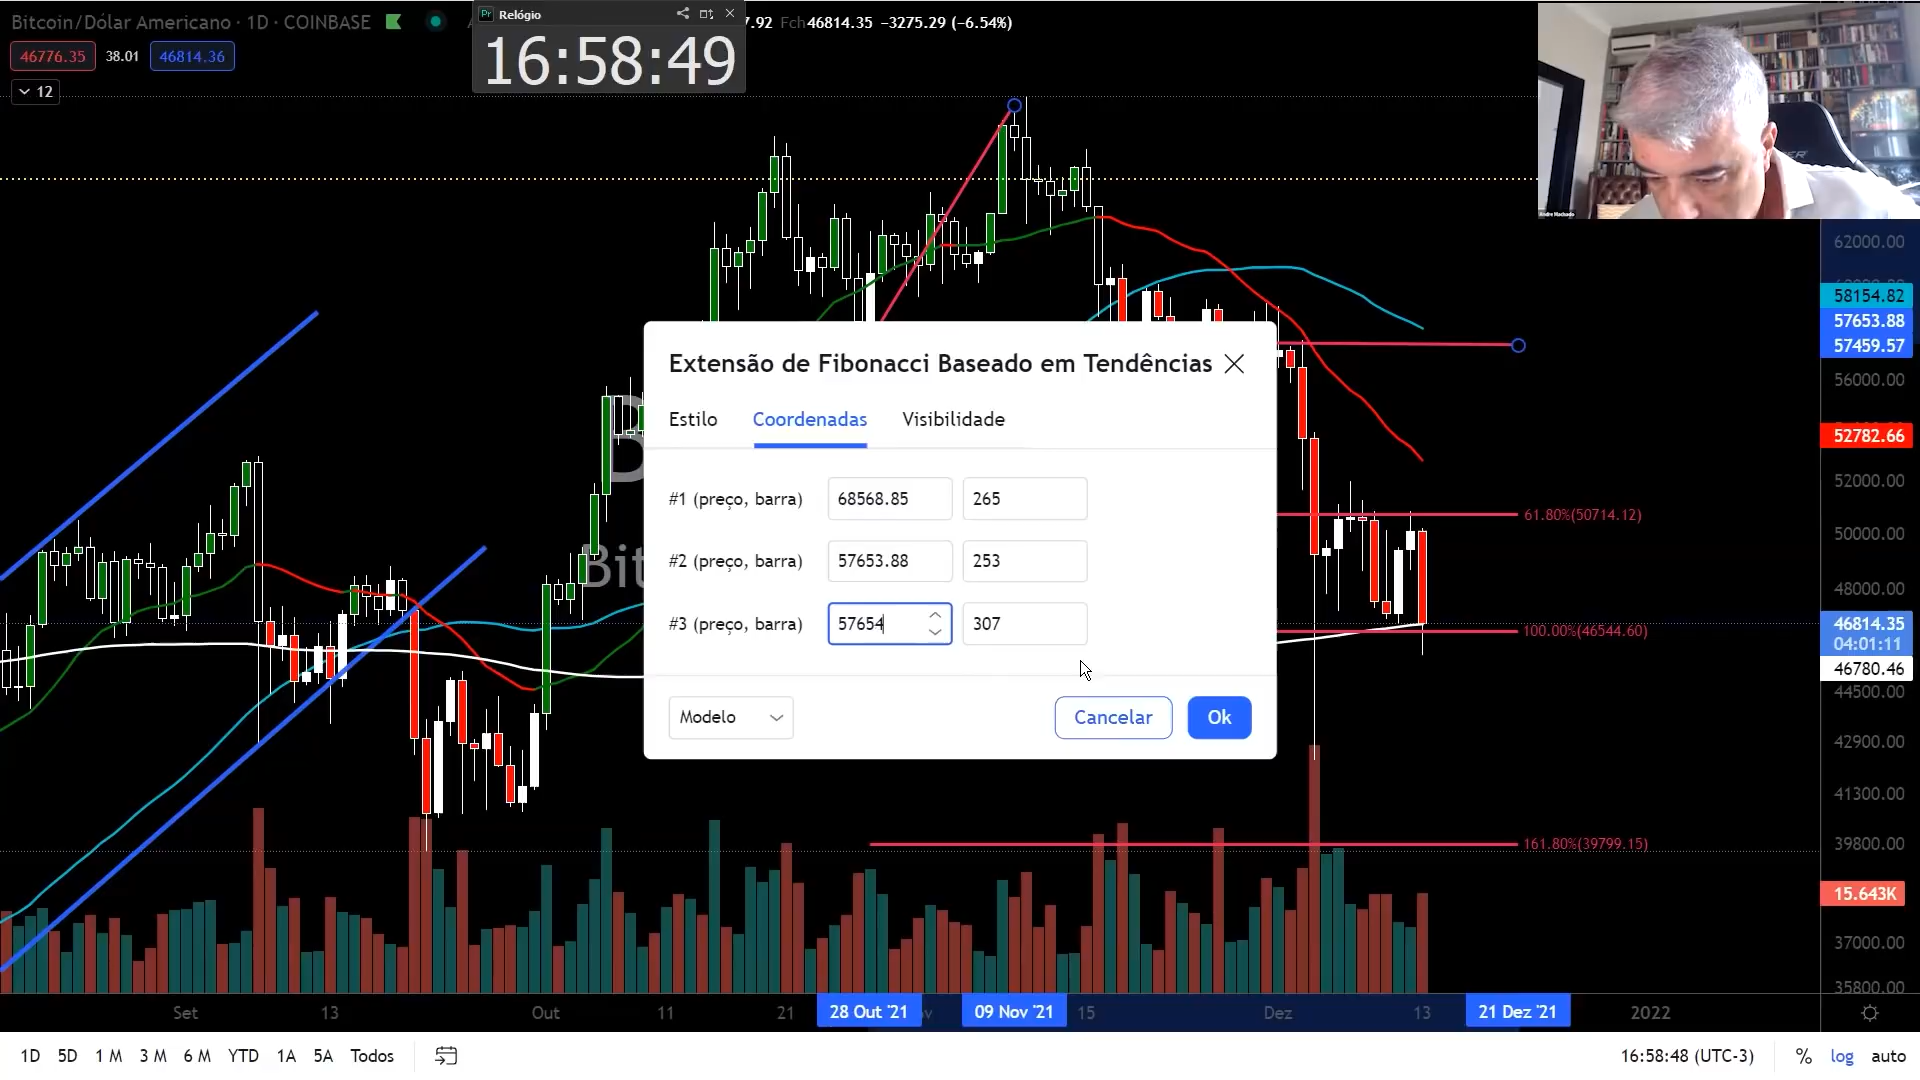 Bitcoin/Dólar Americano · 1D · COINBASE
7.92 Fch46814.35 −3275.29 (−6.54%)
Relógio
16:58:49
46776.35 38.01 46814.36
12
Andre Machado
62000.00
58154.82
57653.88
57459.57
56000.00
52782.66
52000.00
50000.00
48000.00
46814.35
04:01:11
46780.46
44500.00
42900.00
41300.00
39800.00
15.643K
37000.00
35800.00
61.80%(50714.12)
100.00%(46544.60)
161.80%(39799.15)
B
Bit
Extensão de Fibonacci Baseado em Tendências
Estilo Coordenadas Visibilidade
#1 (preço, barra) 68568.85 265
#2 (preço, barra) 57653.88 253
#3 (preço, barra) 57654 307
Modelo Cancelar Ok
Set 13 Out 11 21 28 Out '21 v 09 Nov '21 15 Dez 13 21 Dez '21 2022
1D 5D 1 M 3 M 6 M YTD 1A 5A Todos 16:58:48 (UTC-3) % log auto